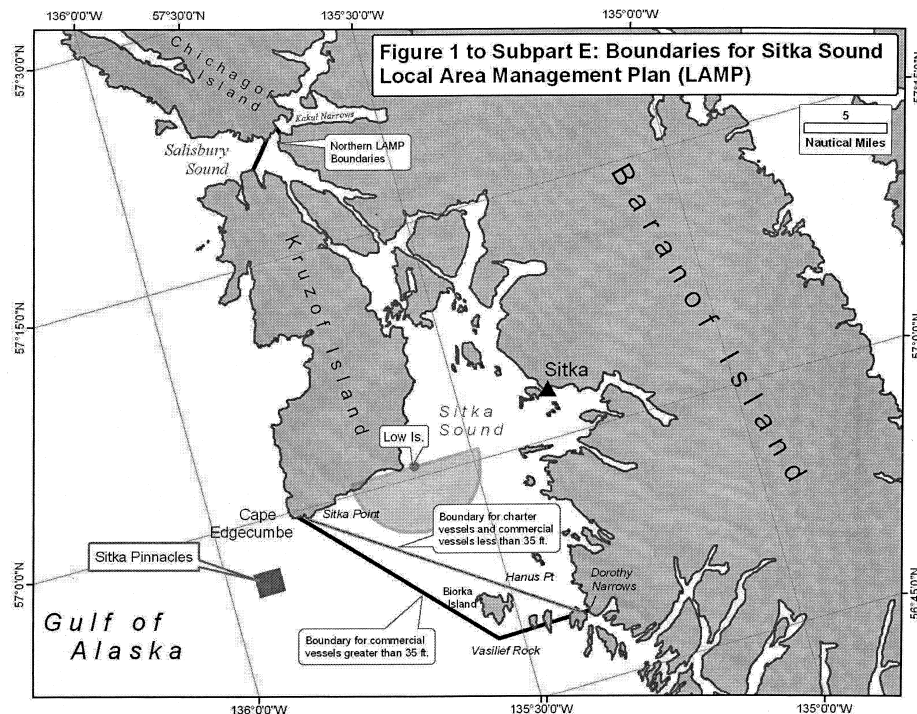 136°0'0"W
57°30'0"W
135°30'0"W
135°0'0"W
Figure 1 to Subpart E: Boundaries for Sitka Sound
Local Area Management Plan (LAMP)
57°30'0"N
57°15'0"N
Chichagof
Island
Kakul Narrows
5
Nautical Miles
Salisbury
Sound
Northern LAMP
Boundaries
Baranof Island
Kruzof Island
57°15'0"N
57°0'0"N
Sitka
Sitka
Sound
Low Is.
Cape
Edgecumbe
Sitka Point
Boundary for charter
vessels and commercial
vessels less than 35 ft.
Sitka Pinnacles
Hanus Pt
Dorothy
Narrows
57°0'0"N
56°45'0"N
Biorka
Island
Gulf of
Alaska
Boundary for commercial
vessels greater than 35 ft.
Vasilief Rock
136°0'0"W
135°30'0"W
135°0'0"W